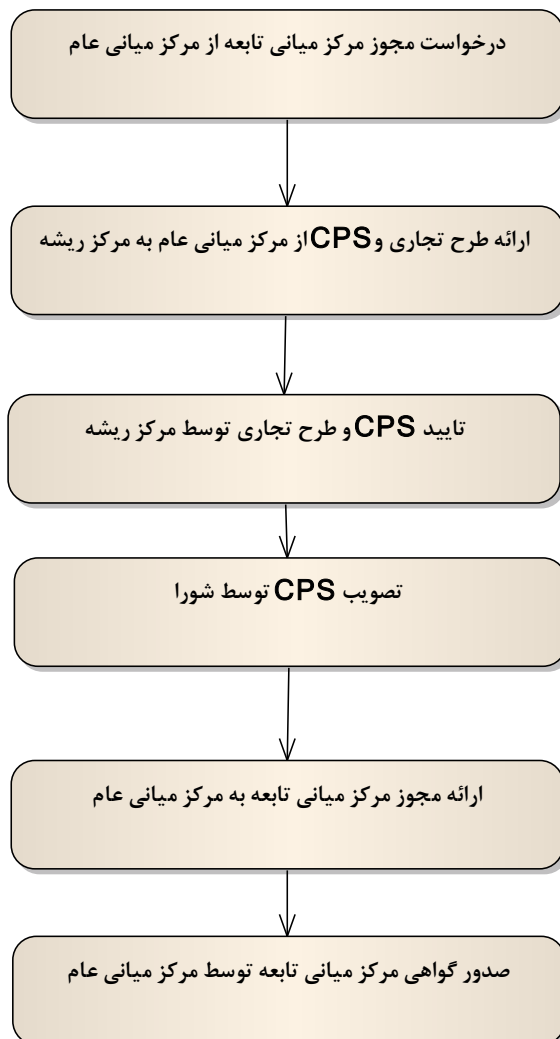 درخواست مجوز مرکز میانی تابعه از مرکز میانی عام
ارائه طرح تجاری و CPS از مرکز میانی عام به مرکز ریشه
تایید CPS و طرح تجاری توسط مرکز ریشه
تصویب CPS توسط شورا
ارائه مجوز مرکز میانی تابعه به مرکز میانی عام
صدور گواهی مرکز میانی تابعه توسط مرکز میانی عام